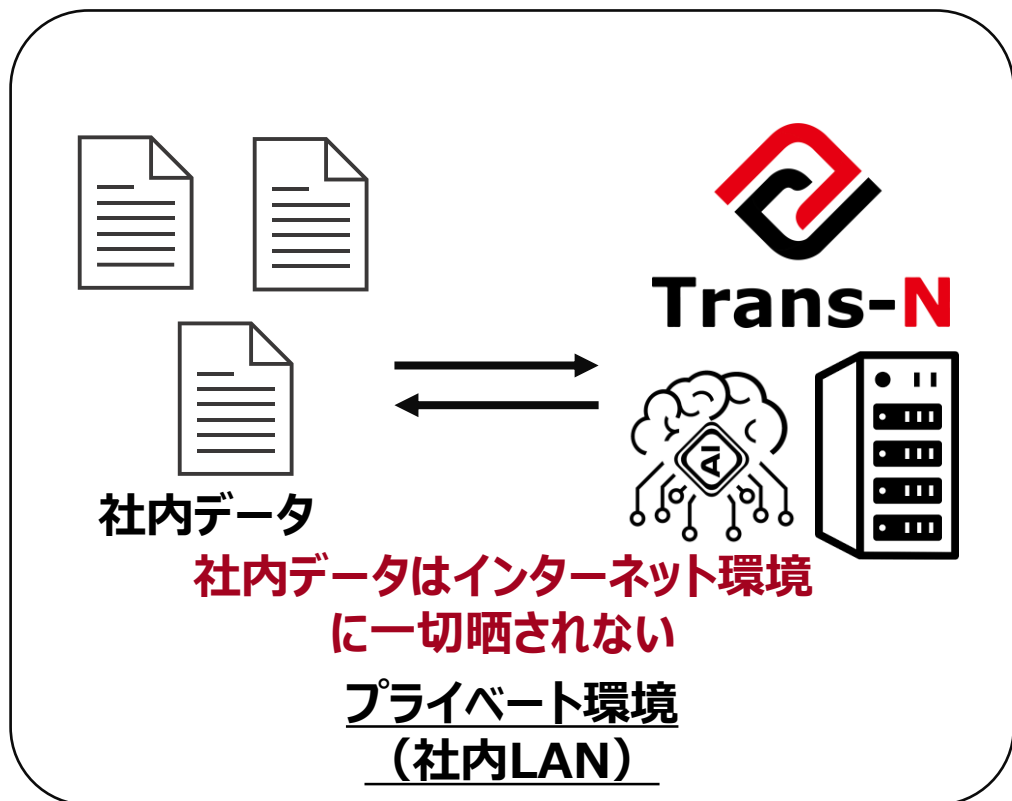 Trans-N
AI
社内データ
社内データはインターネット環境
に一切晒されない
プライベート環境
（社内LAN）